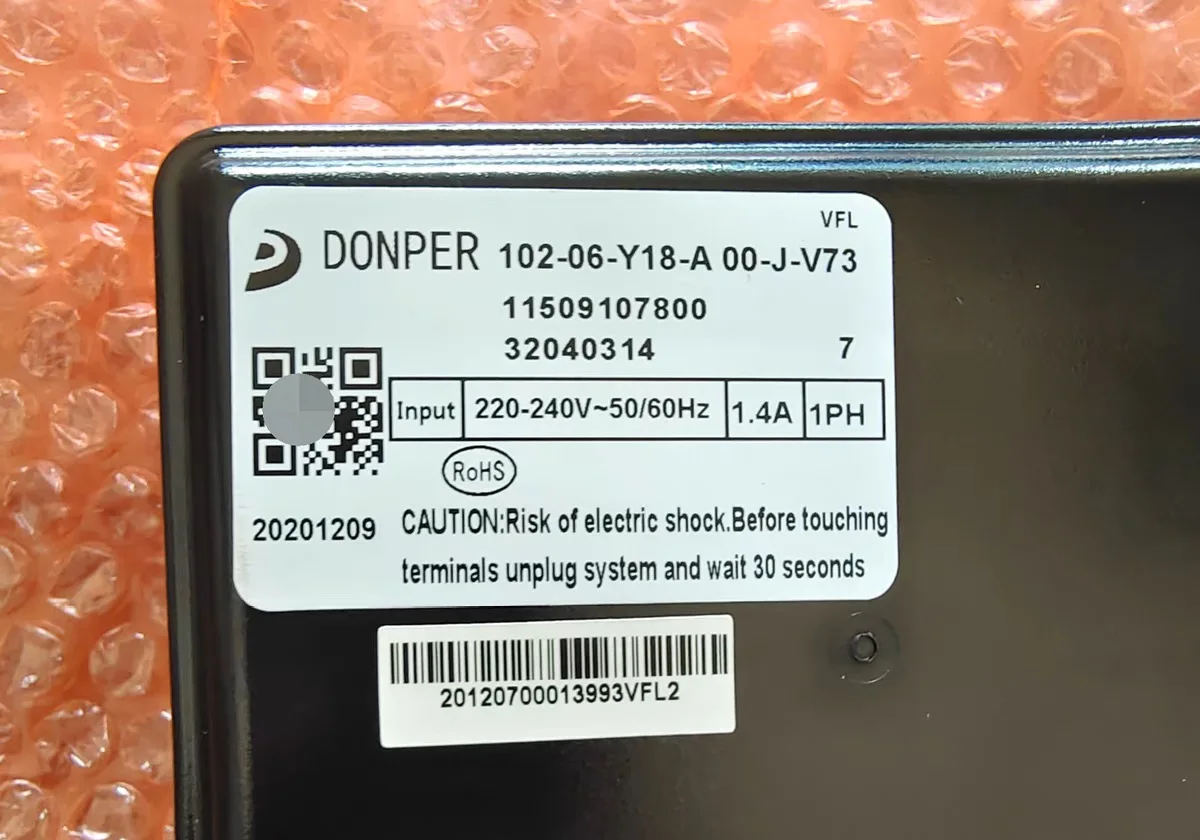 VFL
DONPER 102-06-Y18-A 00-J-V73
11509107800
32040314 7
Input 220-240V~50/60Hz 1.4A 1PH
RoHS
20201209
CAUTION:Risk of electric shock.Before touching
terminals unplug system and wait 30 seconds
20120700013993VFL2